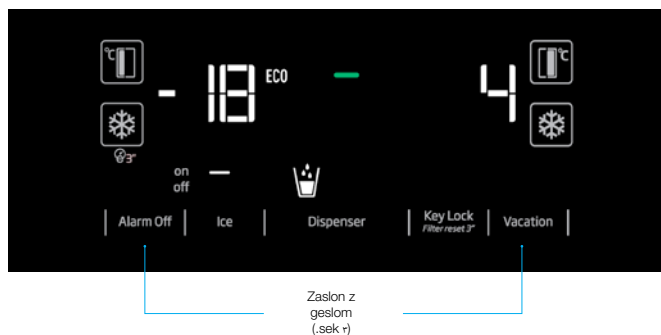 °C °C
- 18 ECO 4
3"
on
off
Alarm Off Ice Dispenser Key Lock Vacation
Filter reset 3"
Zaslon z
geslom
(.sek ٣)